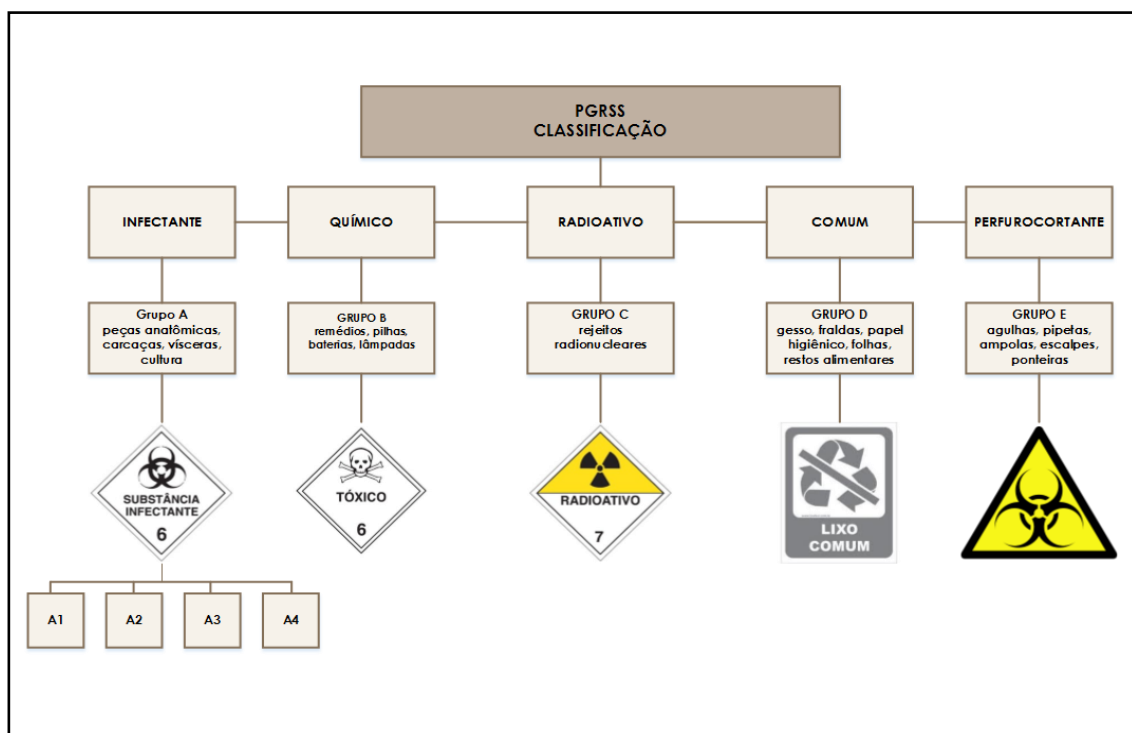 PGRSS
CLASSIFICAÇÃO
INFECTANTE
QUÍMICO
RADIOATIVO
COMUM
PERFUROCORTANTE
Grupo A
peças anatômicas,
carcaças, vísceras,
cultura
GRUPO B
remédios, pilhas,
baterias, lâmpadas
GRUPO C
rejeitos
radionucleares
GRUPO D
gesso, fraldas, papel
higiênico, folhas,
restos alimentares
GRUPO E
agulhas, pipetas,
ampolas, escalpes,
ponteiras
SUBSTÂNCIA
INFECTANTE
6
TÓXICO
6
RADIOATIVO
7
LIXO
COMUM
A1
A2
A3
A4